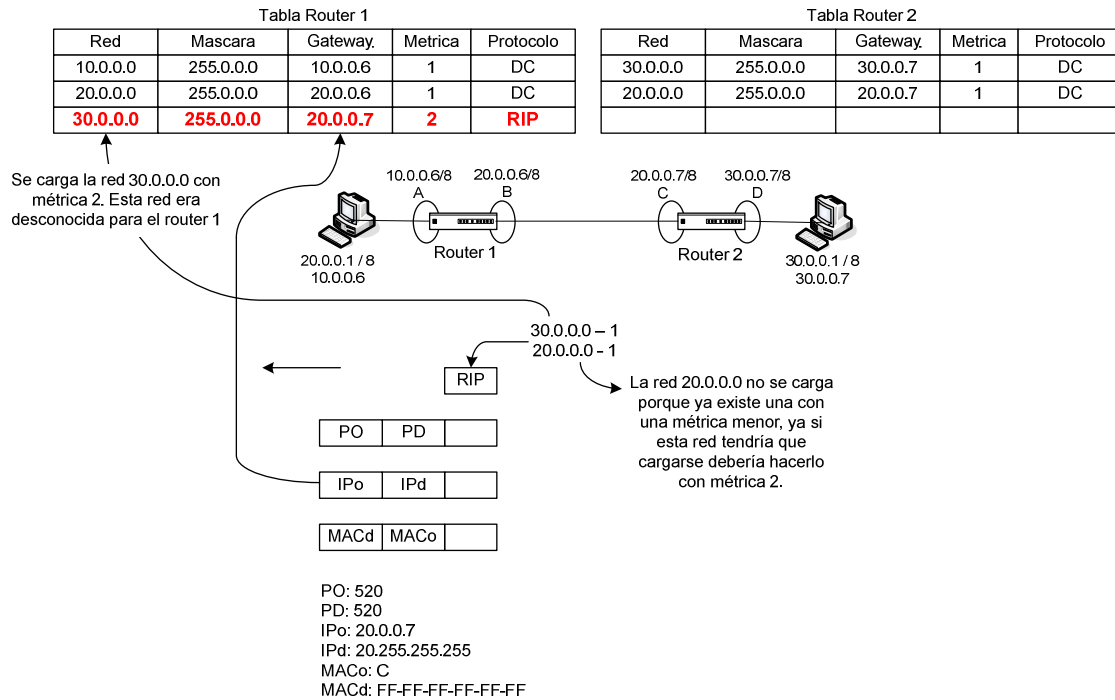 Tabla Router 1
Red Mascara Gateway. Metrica Protocolo
10.0.0.0 255.0.0.0 10.0.0.6 1 DC
20.0.0.0 255.0.0.0 20.0.0.6 1 DC
30.0.0.0 255.0.0.0 20.0.0.7 2 RIP
Tabla Router 2
Red Mascara Gateway. Metrica Protocolo
30.0.0.0 255.0.0.0 30.0.0.7 1 DC
20.0.0.0 255.0.0.0 20.0.0.7 1 DC
Se carga la red 30.0.0.0 con
métrica 2. Esta red era
desconocida para el router 1
10.0.0.6/8 20.0.0.6/8
A B
Router 1
20.0.0.1 / 8
10.0.0.6
20.0.0.7/8 30.0.0.7/8
C D
Router 2
30.0.0.1 / 8
30.0.0.7
30.0.0.0 – 1
20.0.0.0 - 1
RIP
La red 20.0.0.0 no se carga
porque ya existe una con
una métrica menor, ya si
esta red tendría que
cargarse debería hacerlo
con métrica 2.
PO PD
IPo IPd
MACd MACo
PO: 520
PD: 520
IPo: 20.0.0.7
IPd: 20.255.255.255
MACo: C
MACd: FF-FF-FF-FF-FF-FF